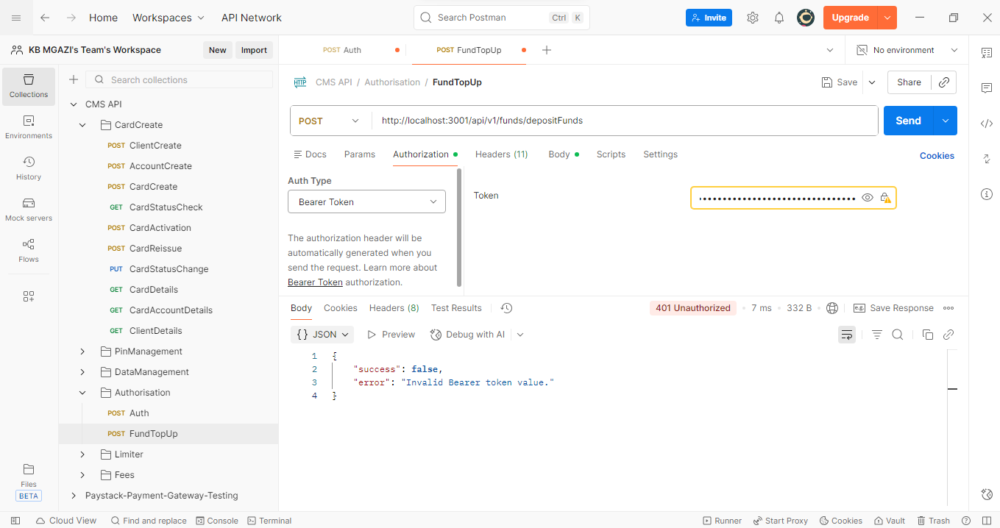 Home
Workspaces
API Network
Search Postman
Ctrl
K
Invite
Upgrade
KB MGAZI's Team's Workspace
New
Import
POST Auth
POST FundTopUp
No environment
Collections
Environments
History
Mock servers
Flows
Files
BETA
Search collections
CMS API
CardCreate
POST ClientCreate
POST AccountCreate
POST CardCreate
GET CardStatusCheck
POST CardActivation
POST CardReissue
PUT CardStatusChange
GET CardDetails
GET CardAccountDetails
GET ClientDetails
PinManagement
DataManagement
Authorisation
POST Auth
POST FundTopUp
Limiter
Fees
Paystack-Payment-Gateway-Testing
HTTP CMS API / Authorisation / FundTopUp
Save
Share
POST
http://localhost:3001/api/v1/funds/depositFunds
Send
Docs
Params
Authorization
Headers (11)
Body
Scripts
Settings
Cookies
Auth Type
Bearer Token
The authorization header will be
automatically generated when you
send the request. Learn more about
Bearer Token authorization.
Token
••••••••••••••••••••••••••••••••
Body
Cookies
Headers (8)
Test Results
401 Unauthorized
7 ms
332 B
e.g. Save Response
{} JSON
Preview
Debug with AI
1 {
2 "success": false,
3 "error": "Invalid Bearer token value."
4 }
Cloud View
Find and replace
Console
Terminal
Runner
Start Proxy
Cookies
Vault
Trash